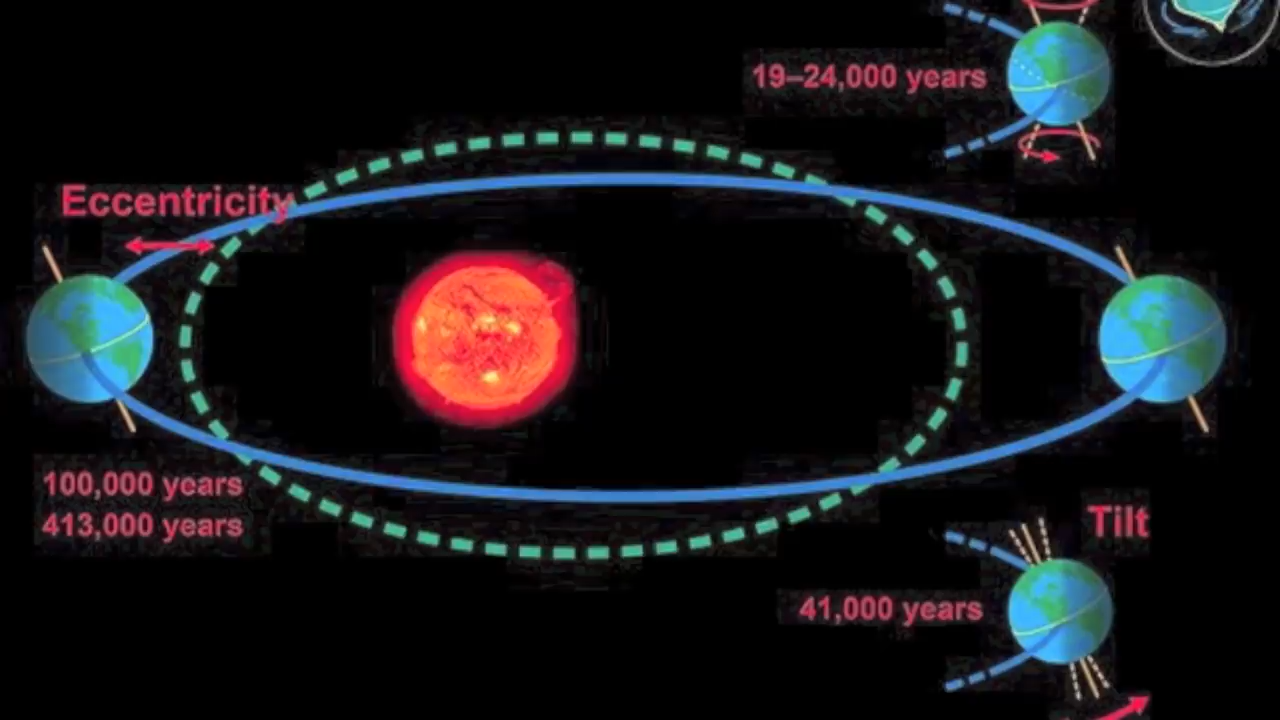 19–24,000 years
Eccentricity
100,000 years
413,000 years
Tilt
41,000 years